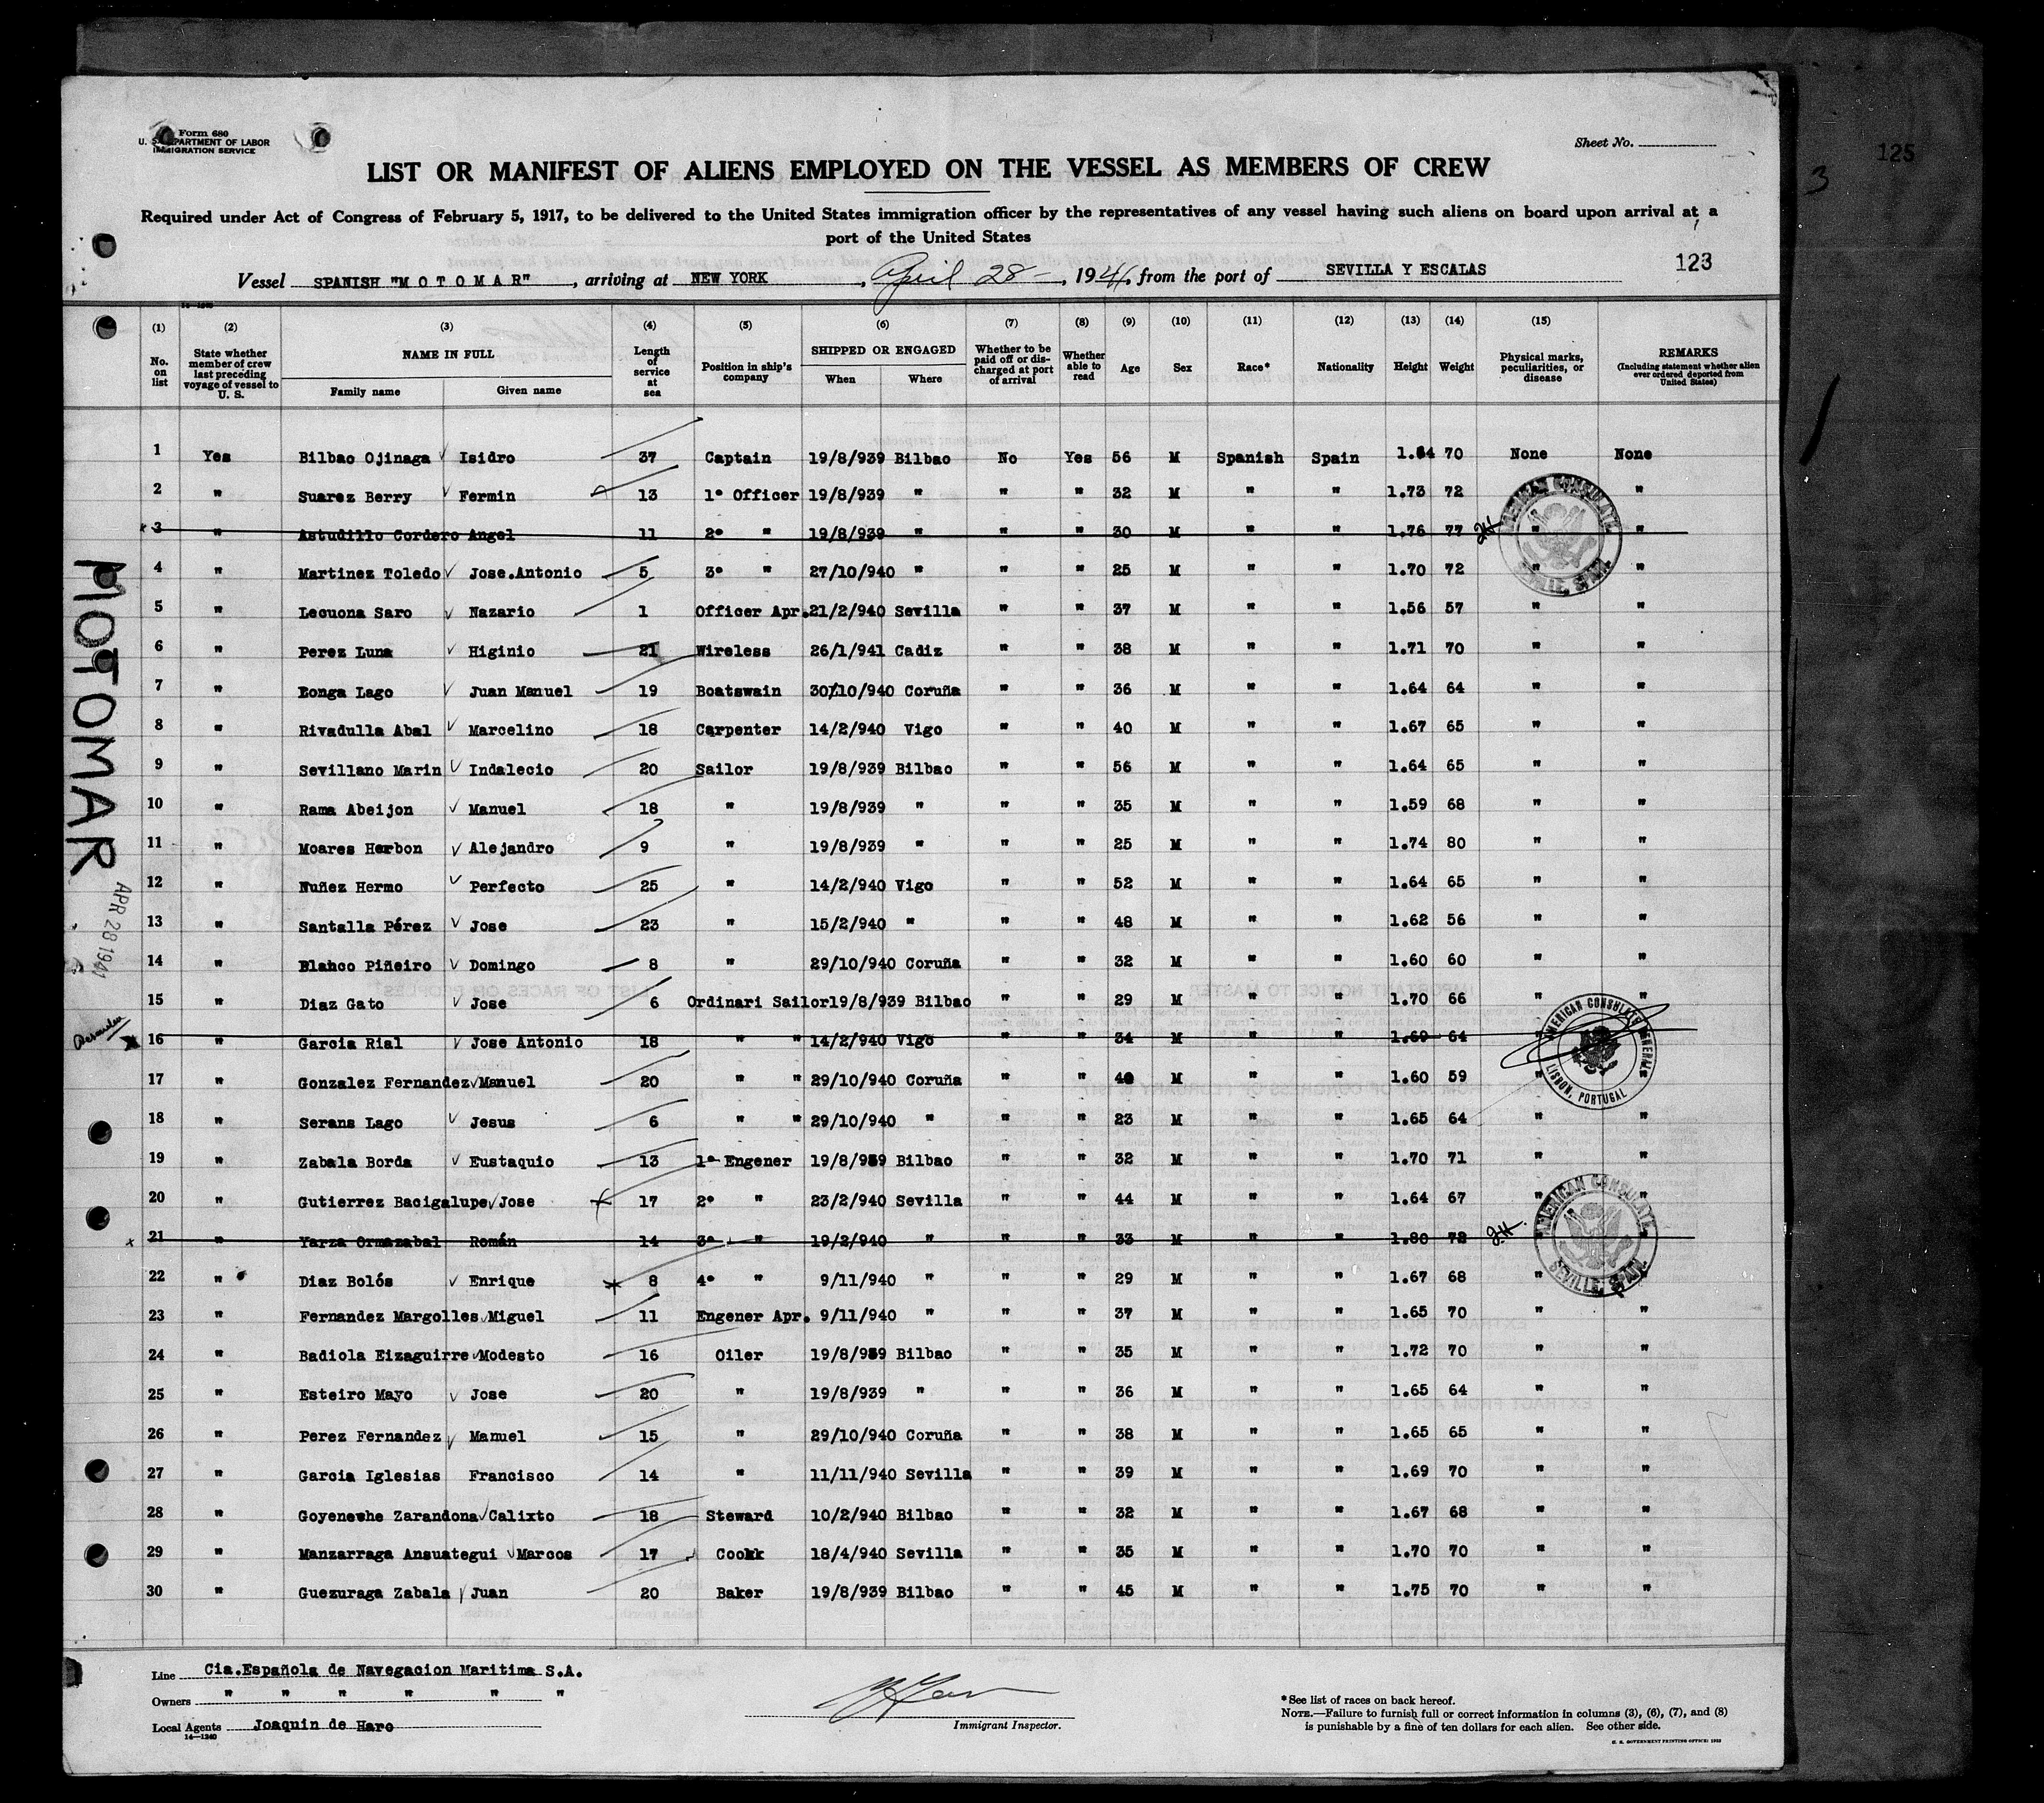 125
3
Form 680
U. S. DEPARTMENT OF LABOR
IMMIGRATION SERVICE
Sheet No.
LIST OR MANIFEST OF ALIENS EMPLOYED ON THE VESSEL AS MEMBERS OF CREW
Required under Act of Congress of February 5, 1917, to be delivered to the United States immigration officer by the representatives of any vessel having such aliens on board upon arrival at a
port of the United States
123
Vessel SPANISH "M O T O M A R", arriving at NEW YORK, April 28, 1941, from the port of SEVILLA Y ESCALAS
(1) (2) (3) (4) (5) (6) (7) (8) (9) (10) (11) (12) (13) (14) (15)
No. on list State whether member of crew last preceding voyage of vessel to U. S. NAME IN FULL Family name Given name Length of service at sea Position in ship's company SHIPPED OR ENGAGED When Where Whether to be paid off or discharged at port of arrival Whether able to read Age Sex Race* Nationality Height Weight Physical marks, peculiarities, or disease REMARKS (Including statement whether alien ever ordered deported from United States)
1 Yes Bilbao Ojinaga Isidro 37 Captain 19/8/939 Bilbao No Yes 56 M Spanish Spain 1.64 70 None None
2 " Suarez Berry Fermin 13 1º Officer 19/8/939 " " " 32 M " " 1.73 72 "
3 " Astudillo Cordero Angel 11 2º " 19/8/939 " " " 30 M " " 1.76 77 " "
4 " Martinez Toledo Jose.Antonio 5 3º " 27/10/940 " " " 25 M " " 1.70 72 "
5 " Lecuona Saro Nazario 1 Officer Apr. 21/2/940 Sevilla " " 37 M " " 1.56 57 " "
6 " Perez Luna Higinio 21 Wireless 26/1/941 Cadiz " " 38 M " " 1.71 70 " "
7 " Longa Lago Juan Manuel 19 Boatswain 30/10/940 Coruña " " 36 M " " 1.64 64 " "
8 " Rivadulla Abal Marcelino 18 Carpenter 14/2/940 Vigo " " 40 M " " 1.67 65 " "
9 " Sevillano Marin Indalecio 20 Sailor 19/8/939 Bilbao " " 56 M " " 1.64 65 " "
10 " Rama Abeijon Manuel 18 " 19/8/939 " " " 35 M " " 1.59 68 " "
11 " Moares Herbon Alejandro 9 " 19/8/939 " " " 25 M " " 1.74 80 " "
12 " Nuñez Hermo Perfecto 25 " 14/2/940 Vigo " " 52 M " " 1.64 65 " "
13 " Santalla Pérez Jose 23 " 15/2/940 " " " 48 M " " 1.62 56 " "
14 " Blanco Piñeiro Domingo 8 " 29/10/940 Coruña " " 32 M " " 1.60 60 " "
15 " Diaz Gato Jose 6 Ordinari Sailor 19/8/939 Bilbao " " 29 M " " 1.70 66 " "
16 " Garcia Rial Jose Antonio 18 " " 14/2/940 Vigo " " 34 M " " 1.69 64 "
17 " Gonzalez Fernandez Manuel 20 " " 29/10/940 Coruña " " 40 M " " 1.60 59 " "
18 " Serans Lago Jesus 6 " " 29/10/940 " " " 23 M " " 1.65 64 " "
19 " Zabala Borda Eustaquio 13 1º Engener 19/8/939 Bilbao " " 32 M " " 1.70 71 " "
20 " Gutierrez Bacigalupe Jose 17 2º " 23/2/940 Sevilla " " 44 M " " 1.64 67 " "
21 " Yarza Ormazabal Román 14 3º " 19/2/940 " " " 33 M " " 1.80 72 " "
22 " Diaz Bolós Enrique 8 4º " 9/11/940 " " " 29 M " " 1.67 68 " "
23 " Fernandez Margolles Miguel 11 Engener Apr. 9/11/940 " " " 37 M " " 1.65 70 " "
24 " Badiola Eizaguirre Modesto 16 Oiler 19/8/939 Bilbao " " 35 M " " 1.72 70 " "
25 " Esteiro Mayo Jose 20 " 19/8/939 " " " 36 M " " 1.65 64 " "
26 " Perez Fernandez Manuel 15 " 29/10/940 Coruña " " 38 M " " 1.65 65 " "
27 " Garcia Iglesias Francisco 14 " 11/11/940 Sevilla " " 39 M " " 1.69 70 " "
28 " Goyeneche Zarandona Calixto 18 Steward 10/2/940 Bilbao " " 32 M " " 1.67 68 " "
29 " Manzarraga Ansuategui Marcos 17 Cookk 18/4/940 Sevilla " " 35 M " " 1.70 70 " "
30 " Guezuraga Zabala Juan 20 Baker 19/8/939 Bilbao " " 45 M " " 1.75 70 " "
MOTOMAR
APR 28 1941
AMERICAN CONSULATE SEVILLE, SPAIN
AMERICAN CONSULATE GENERAL LISBON, PORTUGAL
AMERICAN CONSULATE SEVILLE, SPAIN
Line Cia.Española de Navegacion Maritima S.A.
Owners " " " " " "
Local Agents Joaquin de Haro
14—1240
Immigrant Inspector.
*See list of races on back hereof.
NOTE.—Failure to furnish full or correct information in columns (3), (6), (7), and (8)
is punishable by a fine of ten dollars for each alien. See other side.
U. S. GOVERNMENT PRINTING OFFICE: 1932